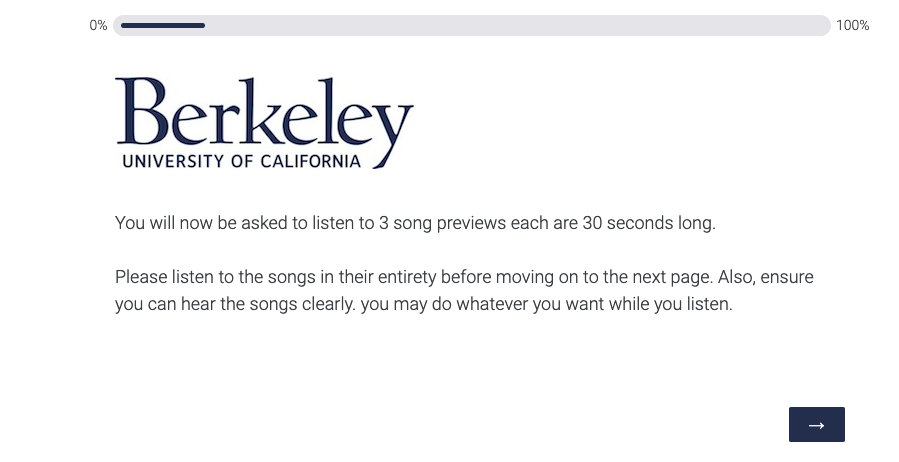 0% 100%
Berkeley
UNIVERSITY OF CALIFORNIA
You will now be asked to listen to 3 song previews each are 30 seconds long.
Please listen to the songs in their entirety before moving on to the next page. Also, ensure
you can hear the songs clearly. you may do whatever you want while you listen.
→